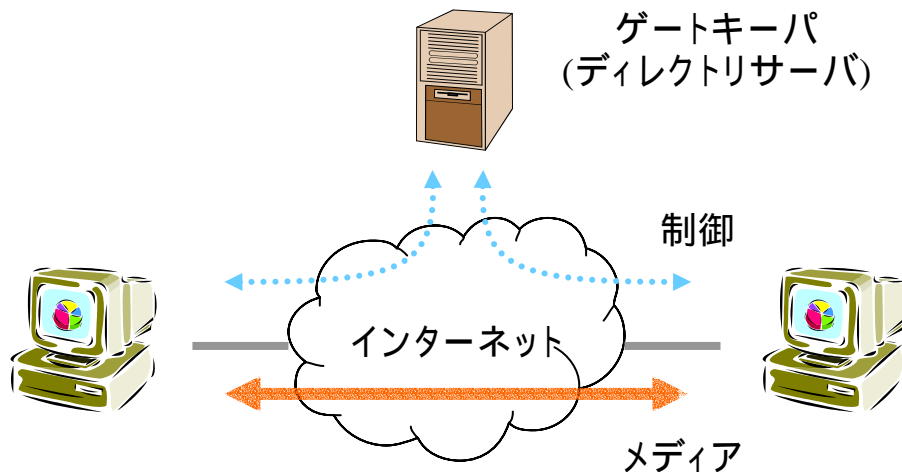 ゲートキーパ
(ディレクトリサーバ)
制御
インターネット
メディア